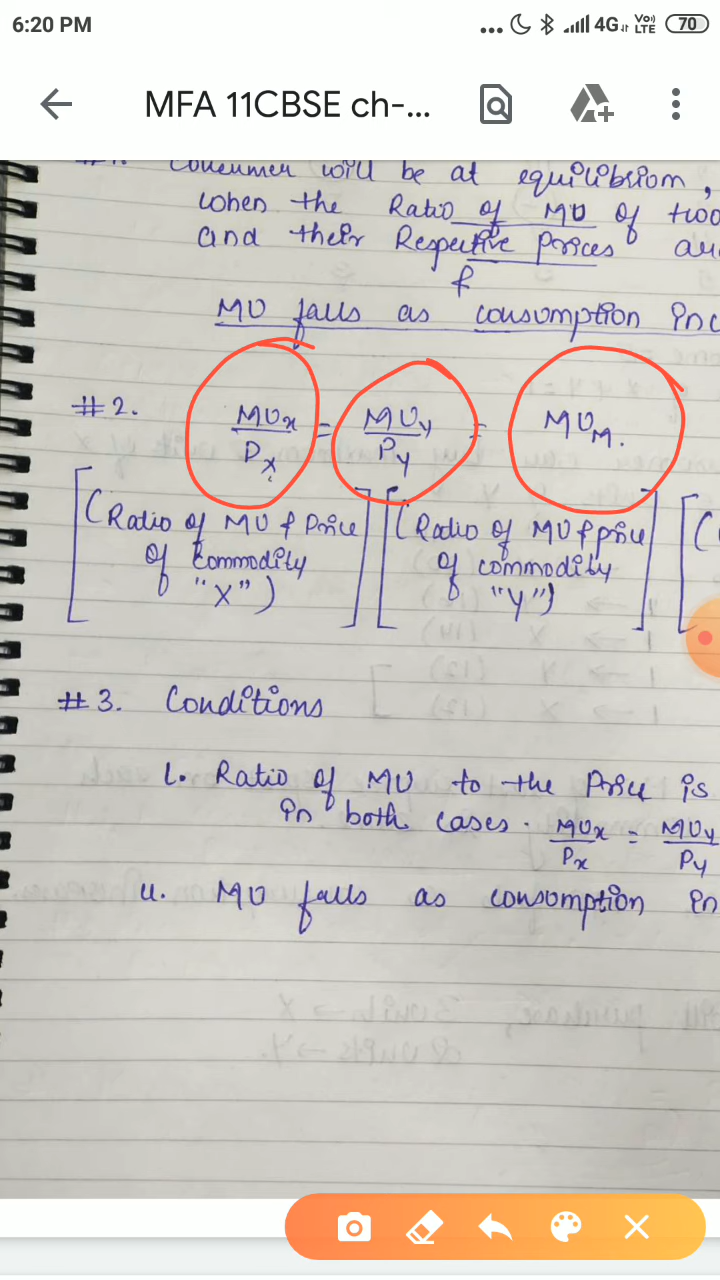 6:20 PM
4G
Vo))
LTE
70
MFA 11CBSE ch-...
Consumer will be at equilibriom,
when the Ratio of MU of
and their Respective prices
&
MU falls as consumption
#2. MUx/Px = MUy/Py = MUM.
[(Ratio of MU & Price] [(Ratio of MU & price] [(
of Commodity of commodity
"X") "Y")
#3. Conditions
i. Ratio of MU to the Price is
in both cases. MUx/Px = MUy/Py
ii. MU falls as consumption